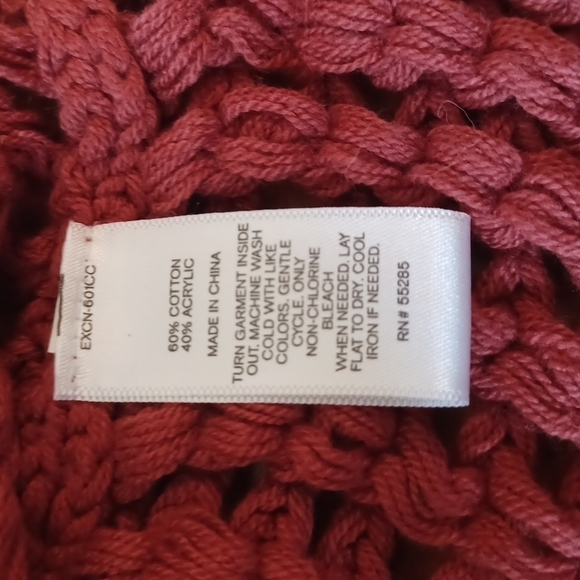 EXCN-601CC
60% COTTON
40% ACRYLIC
MADE IN CHINA
TURN GARMENT INSIDE
OUT. MACHINE WASH
COLD WITH LIKE
COLORS. GENTLE
CYCLE. ONLY
NON-CHLORINE
BLEACH
WHEN NEEDED. LAY
FLAT TO DRY. COOL
IRON IF NEEDED.
RN# 55285